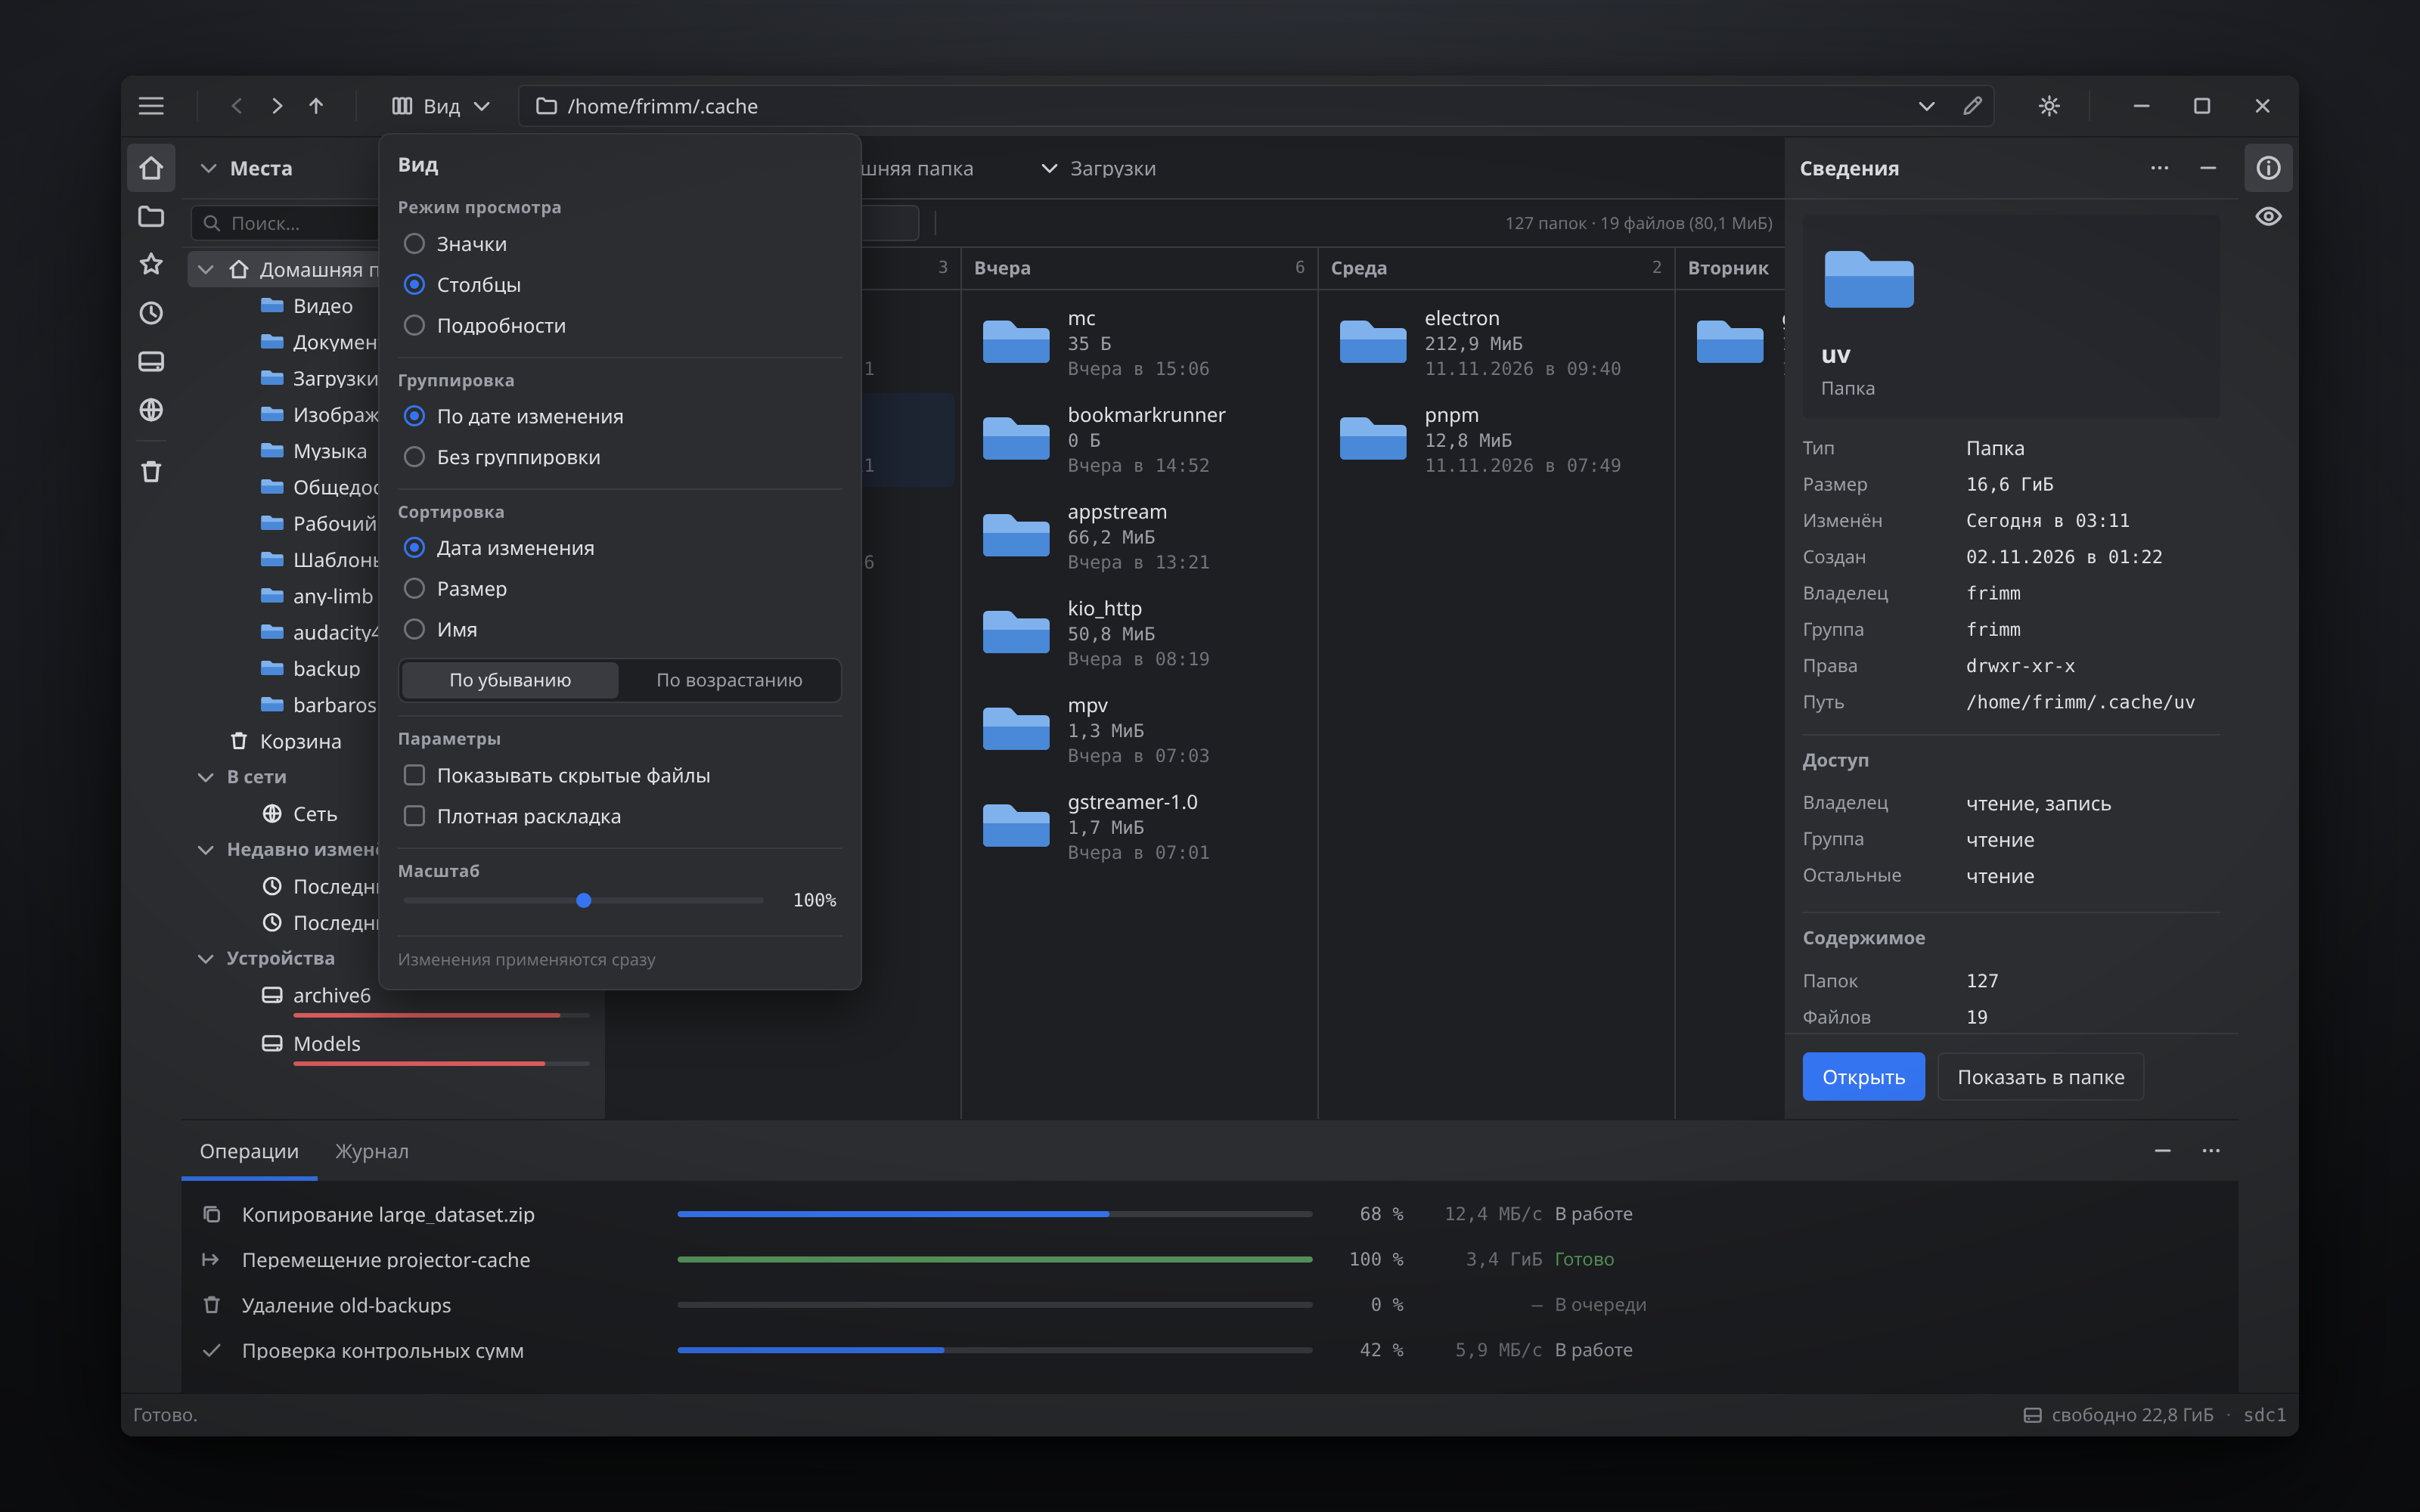 Вид
/home/frimm/.cache
Места
Поиск...
Домашняя п
Видео
Докумен
Загрузки
Изображ
Музыка
Общедос
Рабочий
Шаблоны
any-limb
audacity4
backup
barbaros
Корзина
В сети
Сеть
Недавно изменё
Последн
Последн
Устройства
archive6
Models
Вид
Режим просмотра
Значки
Столбцы
Подробности
Группировка
По дате изменения
Без группировки
Сортировка
Дата изменения
Размер
Имя
По убыванию
По возрастанию
Параметры
Показывать скрытые файлы
Плотная раскладка
Масштаб
100%
Изменения применяются сразу
шняя папка
Загрузки
127 папок · 19 файлов (80,1 МиБ)
3
1
1
6
Вчера 6
mc
35 Б
Вчера в 15:06
bookmarkrunner
0 Б
Вчера в 14:52
appstream
66,2 МиБ
Вчера в 13:21
kio_http
50,8 МиБ
Вчера в 08:19
mpv
1,3 МиБ
Вчера в 07:03
gstreamer-1.0
1,7 МиБ
Вчера в 07:01
Среда 2
electron
212,9 МиБ
11.11.2026 в 09:40
pnpm
12,8 МиБ
11.11.2026 в 07:49
Вторник
Сведения
uv
Папка
Тип Папка
Размер 16,6 ГиБ
Изменён Сегодня в 03:11
Создан 02.11.2026 в 01:22
Владелец frimm
Группа frimm
Права drwxr-xr-x
Путь /home/frimm/.cache/uv
Доступ
Владелец чтение, запись
Группа чтение
Остальные чтение
Содержимое
Папок 127
Файлов 19
Открыть
Показать в папке
Операции
Журнал
Копирование large_dataset.zip 68 % 12,4 МБ/с В работе
Перемещение projector-cache 100 % 3,4 ГиБ Готово
Удаление old-backups 0 % — В очереди
Проверка контрольных сумм 42 % 5,9 МБ/с В работе
Готово.
свободно 22,8 ГиБ · sdc1